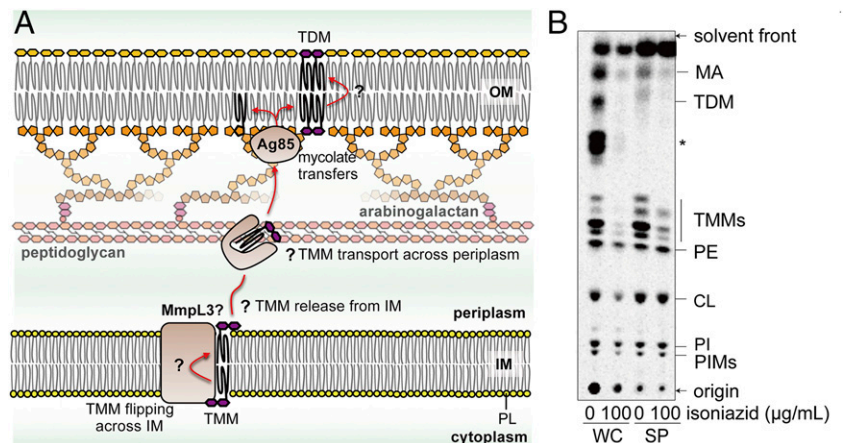 A
TDM
?
OM
Ag85
mycolate
transfers
arabinogalactan
peptidoglycan
? TMM transport across periplasm
MmpL3?
? TMM release from IM
periplasm
?
IM
TMM flipping
across IM
TMM
PL
cytoplasm
B
solvent front
MA
TDM
*
TMMs
PE
CL
PI
PIMs
origin
0 100 0 100 isoniazid (µg/mL)
WC SP